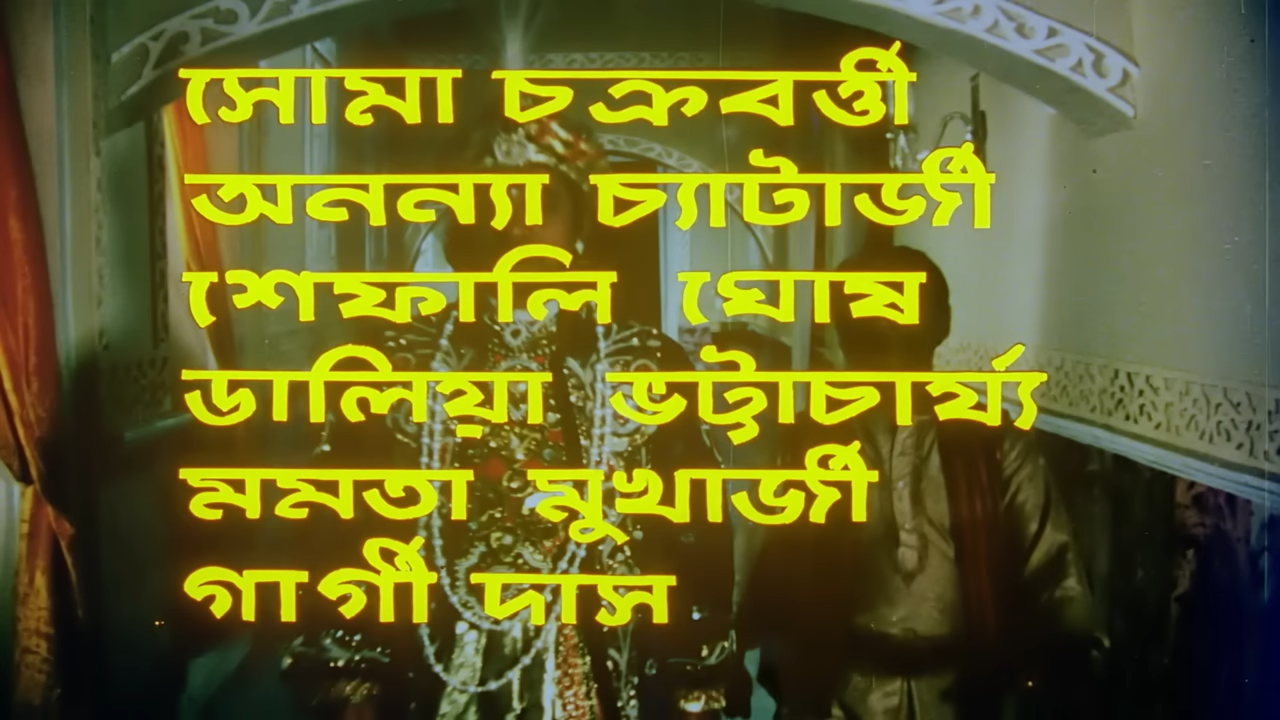 সোমা চক্রবর্ত্তী
অনন্যা চ্যাটার্জী
শেফালি ঘোষ
ডালিয়া ভট্টাচার্য্য
মমতা মুখার্জী
গার্গী দাস